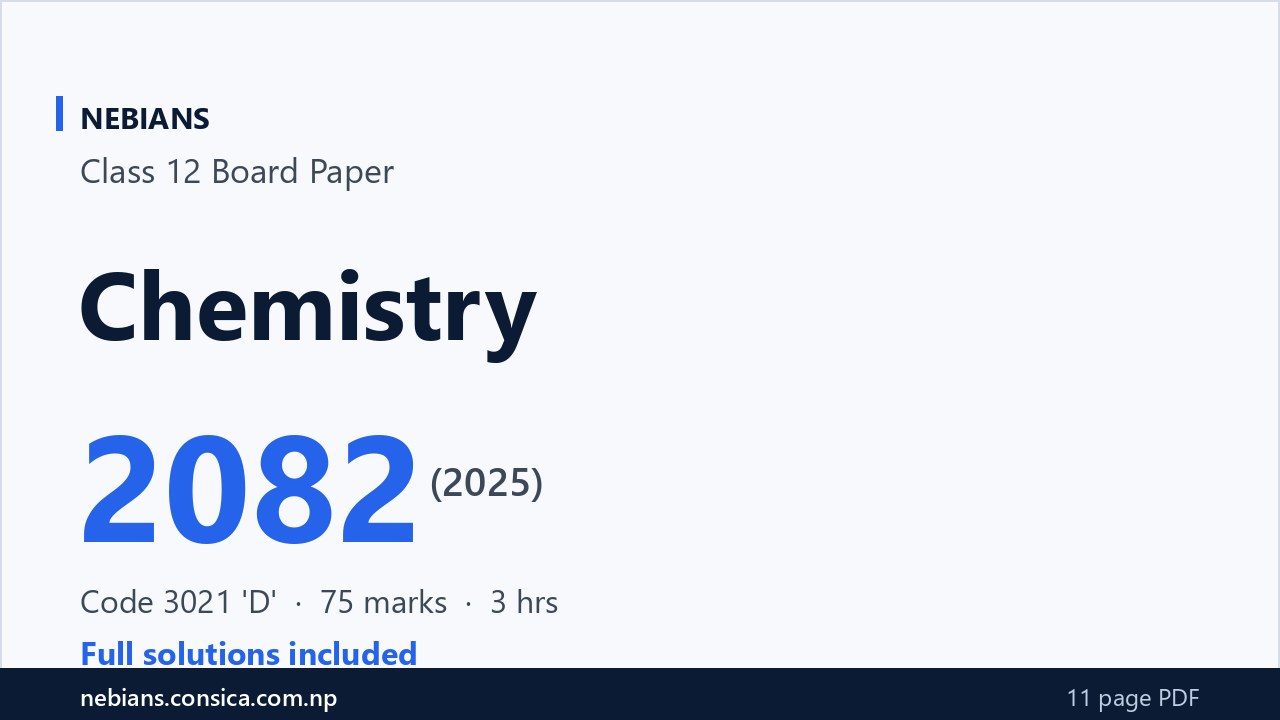 NEBIANS
Class 12 Board Paper
Chemistry
2082 (2025)
Code 3021 'D' · 75 marks · 3 hrs
Full solutions included
nebians.consica.com.np
11 page PDF